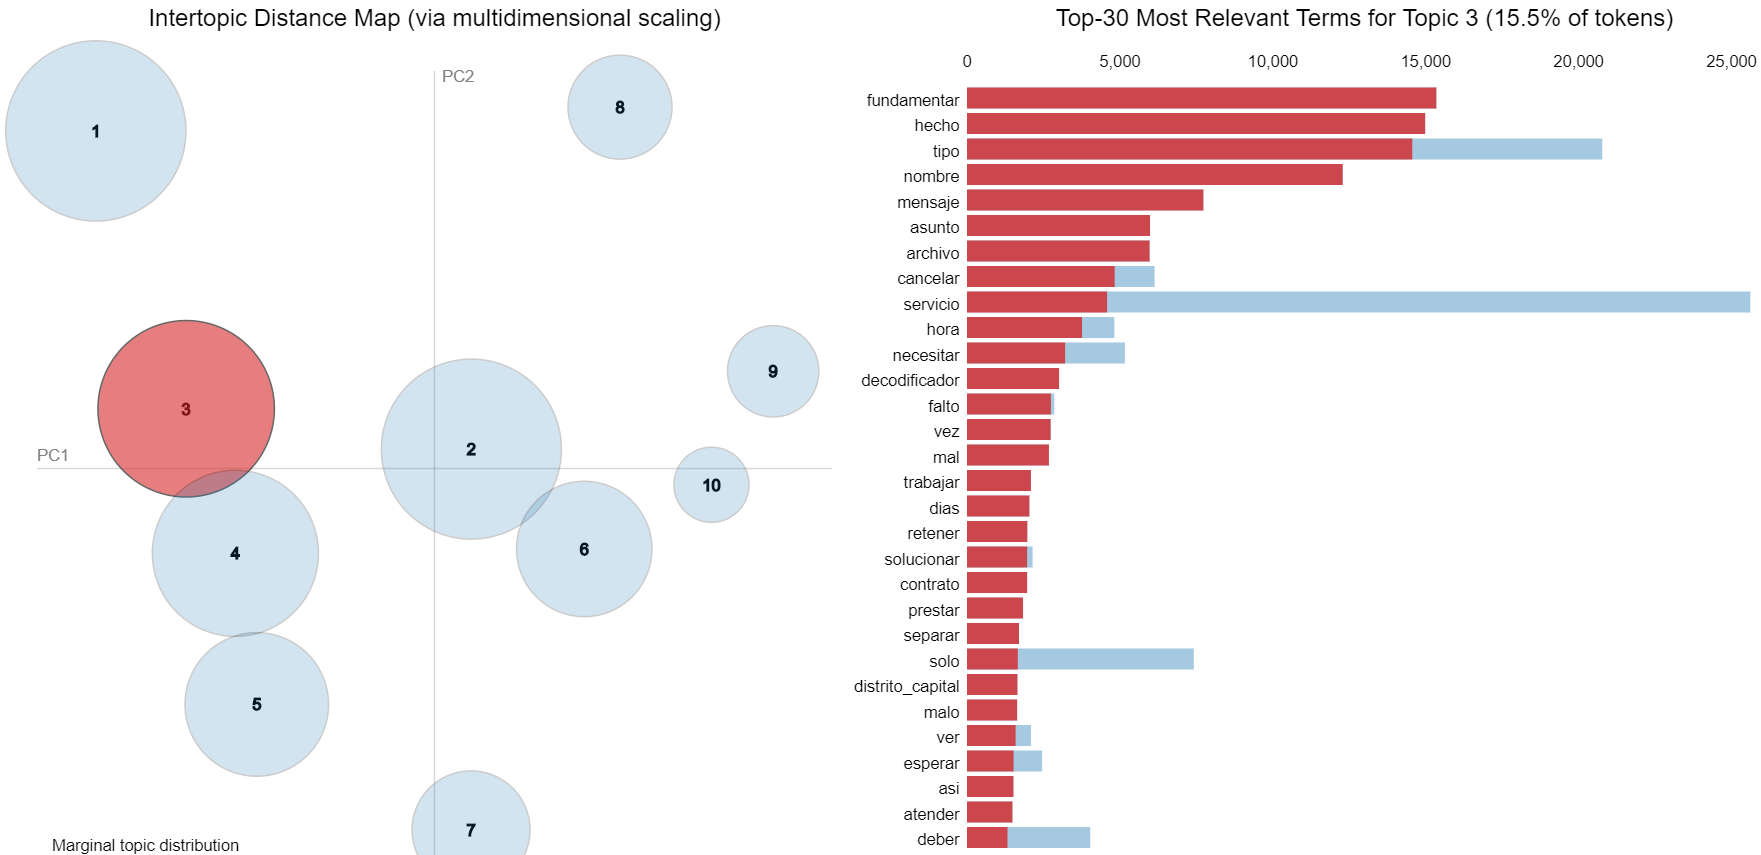 Intertopic Distance Map (via multidimensional scaling)
PC2
PC1
1
8
3
9
2
10
4
6
5
7
Marginal topic distribution
Top-30 Most Relevant Terms for Topic 3 (15.5% of tokens)
0 5,000 10,000 15,000 20,000 25,000
fundamentar
hecho
tipo
nombre
mensaje
asunto
archivo
cancelar
servicio
hora
necesitar
decodificador
falto
vez
mal
trabajar
dias
retener
solucionar
contrato
prestar
separar
solo
distrito_capital
malo
ver
esperar
asi
atender
deber